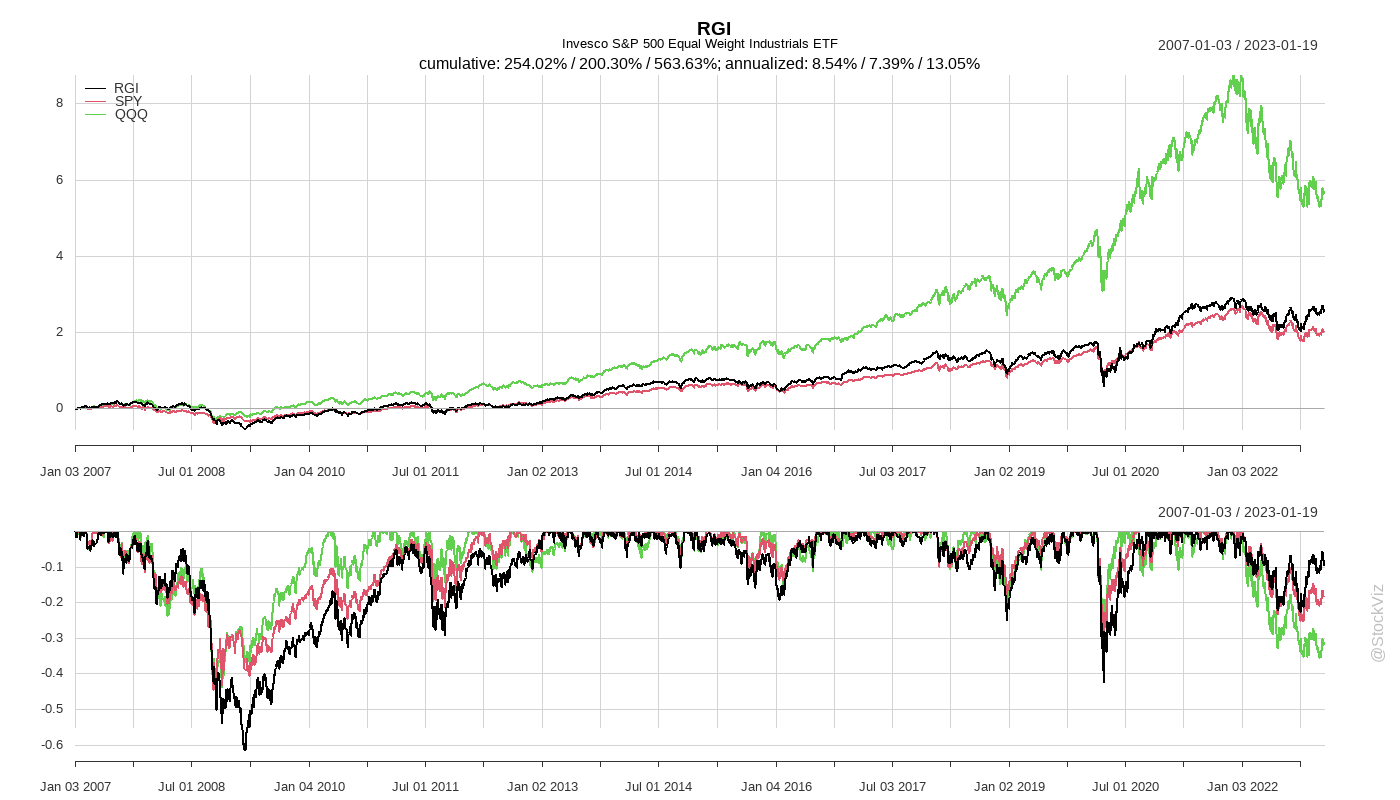 RGI
Invesco S&P 500 Equal Weight Industrials ETF
2007-01-03 / 2023-01-19
cumulative: 254.02% / 200.30% / 563.63%; annualized: 8.54% / 7.39% / 13.05%
RGI
SPY
QQQ
8
6
4
2
0
Jan 03 2007 Jul 01 2008 Jan 04 2010 Jul 01 2011 Jan 02 2013 Jul 01 2014 Jan 04 2016 Jul 03 2017 Jan 02 2019 Jul 01 2020 Jan 03 2022
2007-01-03 / 2023-01-19
-0.1
-0.2
-0.3
-0.4
-0.5
-0.6
Jan 03 2007 Jul 01 2008 Jan 04 2010 Jul 01 2011 Jan 02 2013 Jul 01 2014 Jan 04 2016 Jul 03 2017 Jan 02 2019 Jul 01 2020 Jan 03 2022
@StockViz